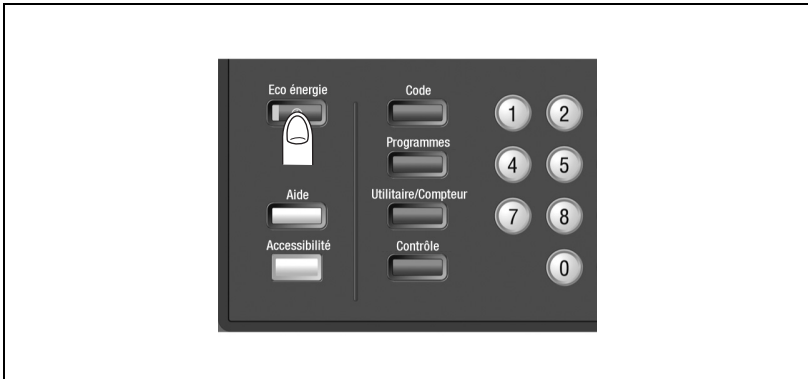 Eco énergie
Code
1 2
Programmes
4 5
Aide
Utilitaire/Compteur
7 8
Accessibilité
Contrôle
0